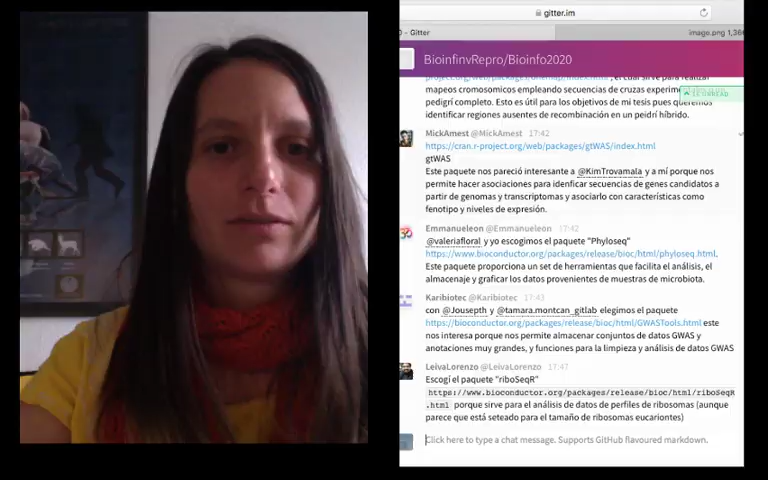 gitter.im
O - Gitter
image.png 1,36
BioinfinvRepro/Bioinfo2020
mapeos cromosomicos empleando secuencias de cruzas
pedigrí completo. Esto es útil para los objetivos de mi tesis pues queremos
identificar regiones ausentes de recombinación en un peidrí híbrido.
MickAmest @MickAmest 17:42
https://cran.r-project.org/web/packages/gtWAS/index.html
gtWAS
Este paquete nos pareció interesante a @KimTrovamala y a mí porque nos
permite hacer asociaciones para idenficar secuencias de genes candidatos a
partir de genomas y transcriptomas y asociarlo con características como
fenotipo y niveles de expresión.
Emmanueleon @Emmanueleon 17:42
@valeriafloral y yo escogimos el paquete "Phyloseq"
https://www.bioconductor.org/packages/release/bioc/html/phyloseq.html,
Este paquete proporciona un set de herramientas que facilita el análisis, el
almacenaje y graficar los datos provenientes de muestras de microbiota.
Karibiotec @Karibiotec 17:43
con @Jousepth y @tamara.montcan_gitlab elegimos el paquete
https://bioconductor.org/packages/release/bioc/html/GWASTools.html este
nos interesa porque nos permite almacenar conjuntos de datos GWAS y
anotaciones muy grandes, y funciones para la limpieza y análisis de datos GWAS
LeivaLorenzo @LeivaLorenzo 17:47
Escogí el paquete "riboSeqR"
https://www.bioconductor.org/packages/release/bioc/html/riboSeqR
.html porque sirve para el análisis de datos de perfiles de ribosomas (aunque
parece que está seteado para el tamaño de ribosomas eucariontes)
Click here to type a chat message. Supports GitHub flavoured markdown.